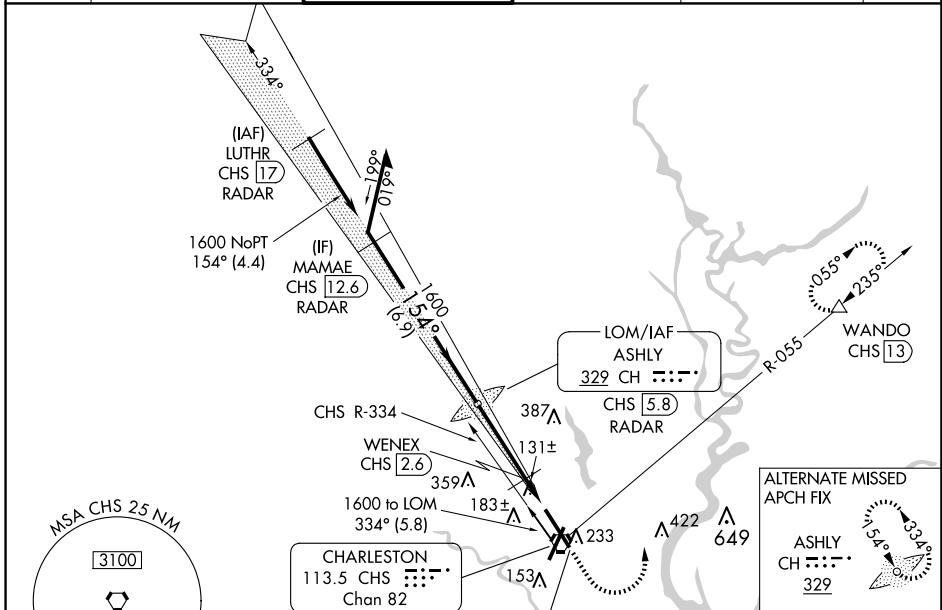 334°
(IAF)
LUTHR
CHS 17
RADAR
199°
019°
1600 NoPT
154° (4.4)
(IF)
MAMAE
CHS 12.6
RADAR
1600
154°
(6.9)
055°
235°
WANDO
CHS 13
R-055
LOM/IAF
ASHLY
329 CH
CHS 5.8
RADAR
CHS R-334
387
WENEX
CHS 2.6
131±
359
183±
1600 to LOM
334° (5.8)
233
422
649
153
CHARLESTON
113.5 CHS
Chan 82
MSA CHS 25 NM
3100
ALTERNATE MISSED
APCH FIX
154°
334°
ASHLY
CH
329